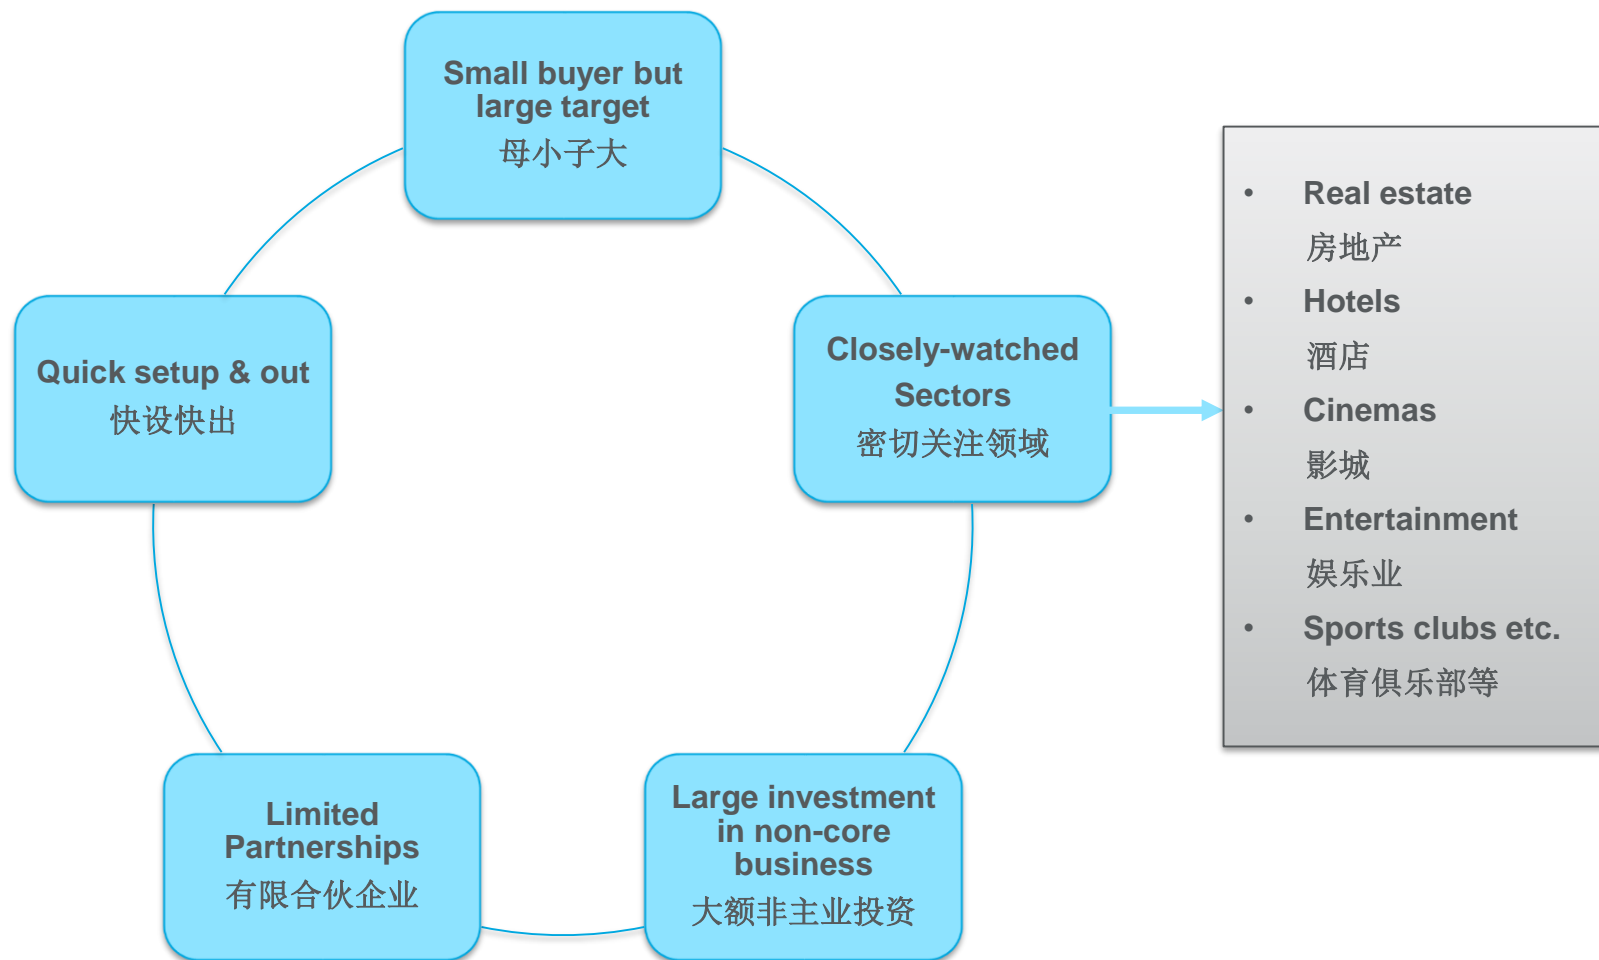 Small buyer but
large target
母小子大
Closely-watched
Sectors
密切关注领域
Large investment
in non-core
business
大额非主业投资
Limited
Partnerships
有限合伙企业
Quick setup & out
快设快出
• Real estate
房地产
• Hotels
酒店
• Cinemas
影城
• Entertainment
娱乐业
• Sports clubs etc.
体育俱乐部等